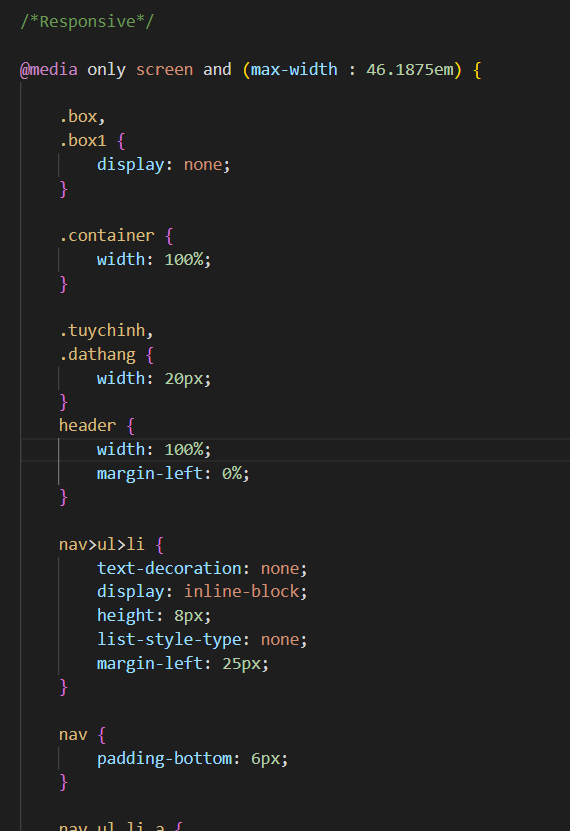 /*Responsive*/
@media only screen and (max-width : 46.1875em) {
.box,
.box1 {
display: none;
}
.container {
width: 100%;
}
.tuychinh,
.dathang {
width: 20px;
}
header {
width: 100%;
margin-left: 0%;
}
nav>ul>li {
text-decoration: none;
display: inline-block;
height: 8px;
list-style-type: none;
margin-left: 25px;
}
nav {
padding-bottom: 6px;
}
nav ul li a {